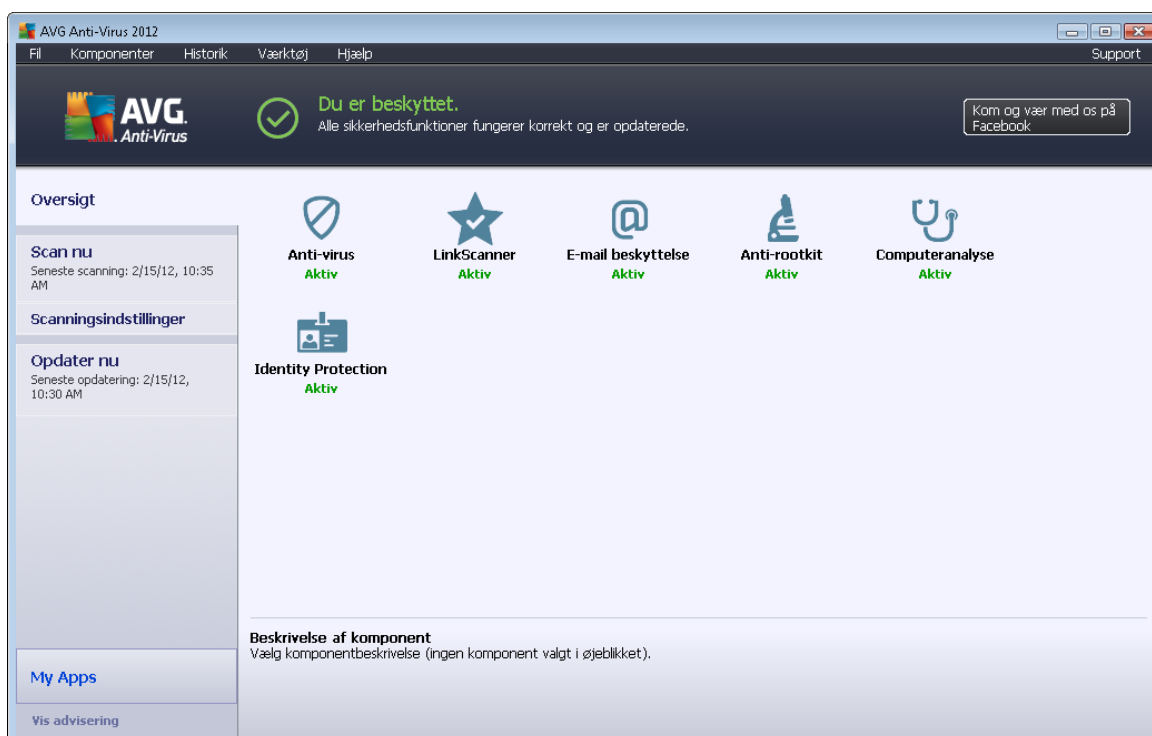 AVG Anti-Virus 2012
Fil Komponenter Historik Værktøj Hjælp Support
AVG.
Anti-Virus
Du er beskyttet.
Alle sikkerhedsfunktioner fungerer korrekt og er opdaterede.
Kom og vær med os på
Facebook
Oversigt
Scan nu
Seneste scanning: 2/15/12, 10:35
AM
Scanningsindstillinger
Opdater nu
Seneste opdatering: 2/15/12,
10:30 AM
My Apps
Vis advisering
Anti-virus
Aktiv
LinkScanner
Aktiv
E-mail beskyttelse
Aktiv
Anti-rootkit
Aktiv
Computeranalyse
Aktiv
Identity Protection
Aktiv
Beskrivelse af komponent
Vælg komponentbeskrivelse (ingen komponent valgt i øjeblikket).